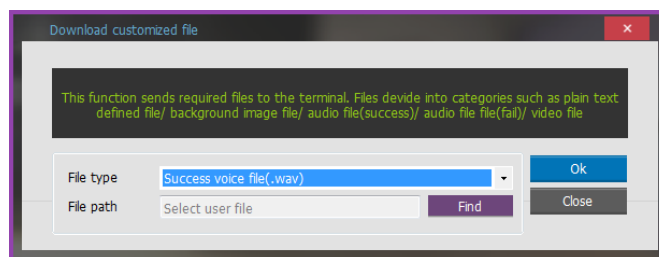 Download customized file
This function sends required files to the terminal. Files devide into categories such as plain text
defined file/ background image file/ audio file(success)/ audio file file(fail)/ video file
File type
Success voice file(.wav)
Ok
File path
Select user file
Find
Close